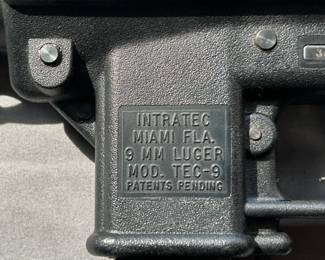 INTRATEC
MIAMI FLA.
9 MM LUGER
MOD. TEC-9
PATENTS PENDING